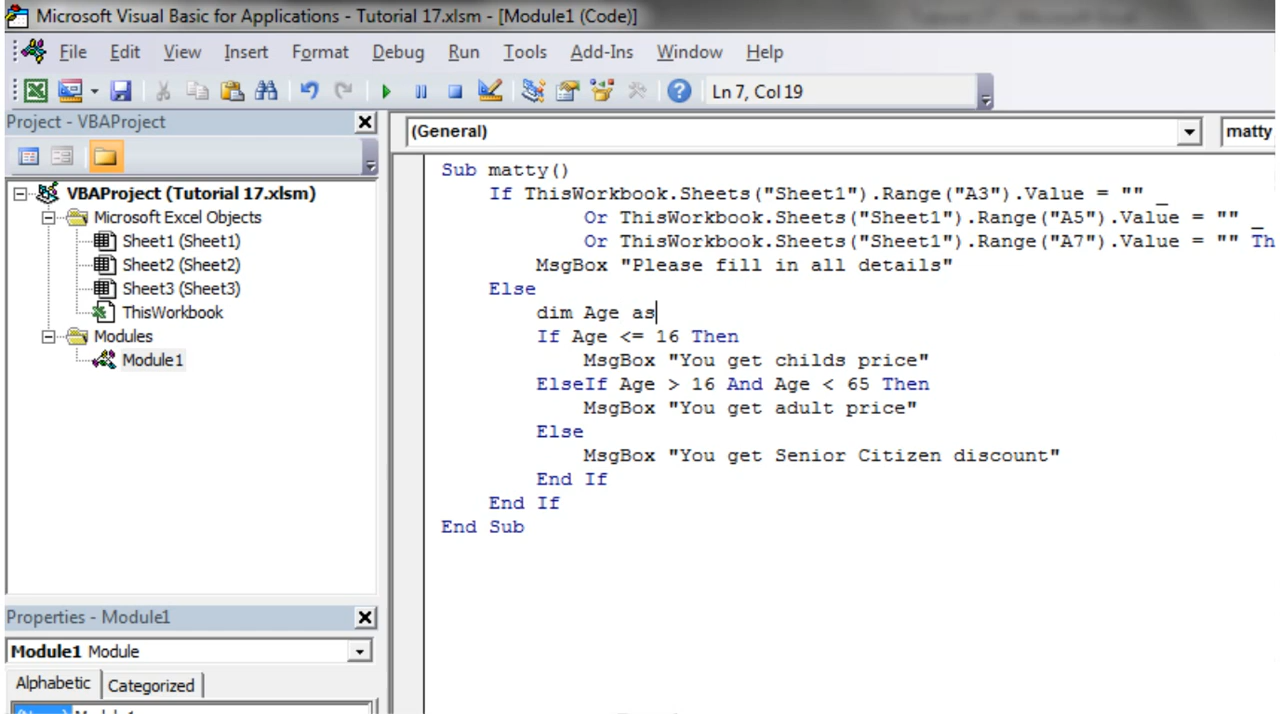 Microsoft Visual Basic for Applications - Tutorial 17.xlsm - [Module1 (Code)]
File Edit View Insert Format Debug Run Tools Add-Ins Window Help
Ln 7, Col 19
Project - VBAProject
(General)
matty
VBAProject (Tutorial 17.xlsm)
Microsoft Excel Objects
Sheet1 (Sheet1)
Sheet2 (Sheet2)
Sheet3 (Sheet3)
ThisWorkbook
Modules
Module1
Sub matty()
If ThisWorkbook.Sheets("Sheet1").Range("A3").Value = "" _
Or ThisWorkbook.Sheets("Sheet1").Range("A5").Value = "" _
Or ThisWorkbook.Sheets("Sheet1").Range("A7").Value = "" Th
MsgBox "Please fill in all details"
Else
dim Age as
If Age <= 16 Then
MsgBox "You get childs price"
ElseIf Age > 16 And Age < 65 Then
MsgBox "You get adult price"
Else
MsgBox "You get Senior Citizen discount"
End If
End If
End Sub
Properties - Module1
Module1 Module
Alphabetic Categorized